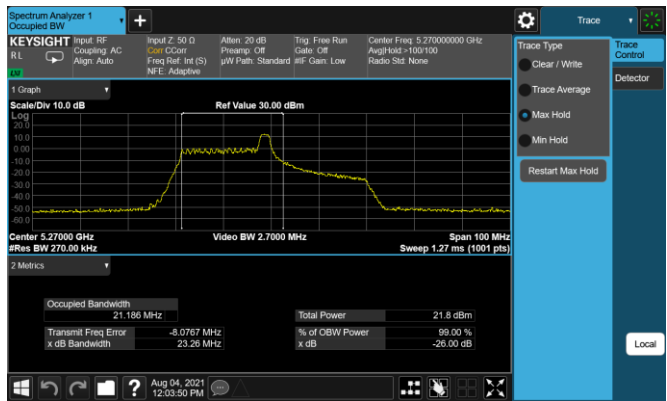 Spectrum Analyzer 1
Occupied BW
Trace
KEYSIGHT
Input: RF
Coupling: AC
Align: Auto
Input Z: 50 Ω
Corr CCorr
Freq Ref: Int (S)
NFE: Adaptive
Atten: 20 dB
Preamp: Off
µW Path: Standard
Trig: Free Run
Gate: Off
#IF Gain: Low
Center Freq: 5.270000000 GHz
Avg|Hold:>100/100
Radio Std: None
R L
1 Graph
Scale/Div 10.0 dB
Ref Value 30.00 dBm
Log
20.0
10.0
0.00
-10.0
-20.0
-30.0
-40.0
-50.0
-60.0
Center 5.27000 GHz
#Res BW 270.00 kHz
Video BW 2.7000 MHz
Span 100 MHz
Sweep 1.27 ms (1001 pts)
2 Metrics
Occupied Bandwidth
21.186 MHz
Transmit Freq Error -8.0767 MHz
x dB Bandwidth 23.26 MHz
Total Power 21.8 dBm
% of OBW Power 99.00 %
x dB -26.00 dB
Aug 04, 2021
12:03:50 PM
Trace Type
Clear / Write
Trace Average
Max Hold
Min Hold
Restart Max Hold
Trace
Control
Detector
Local